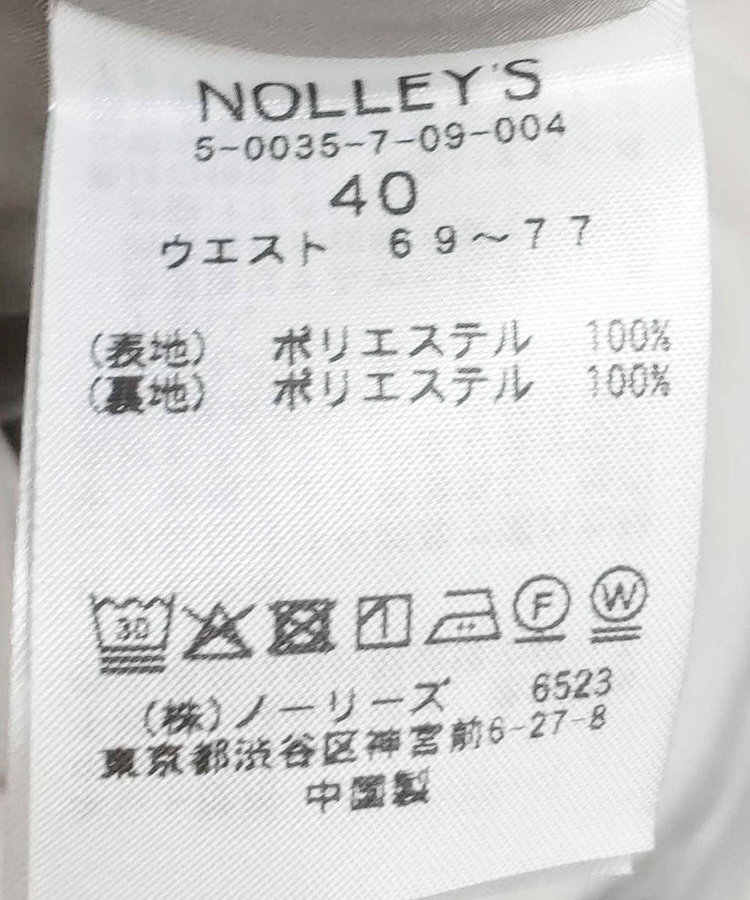 NOLLEY'S
5-0035-7-09-004
40
ウエスト 69～77
(表地) ポリエステル 100%
(裏地) ポリエステル 100%
30 F W
(株)ノーリーズ 6523
東京都渋谷区神宮前6-27-8
中国製